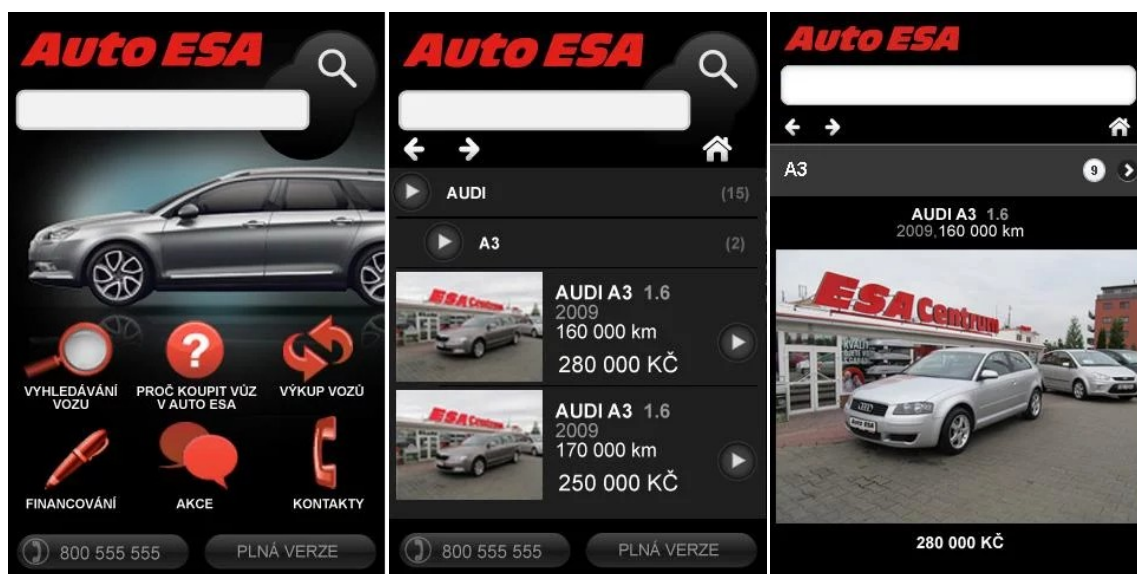 Auto ESA
VYHLEDÁVÁNÍ
VOZU
PROČ KOUPIT VŮZ
V AUTO ESA
VÝKUP VOZŮ
FINANCOVÁNÍ
AKCE
KONTAKTY
800 555 555
PLNÁ VERZE
Auto ESA
AUDI (15)
A3 (2)
ESA Centrum
AUDI A3 1.6
2009
160 000 km
280 000 KČ
ESA Centrum
AUDI A3 1.6
2009
170 000 km
250 000 KČ
800 555 555
PLNÁ VERZE
Auto ESA
A3 9
AUDI A3 1.6
2009,160 000 km
ESA Centrum
Auto ESA
280 000 KČ